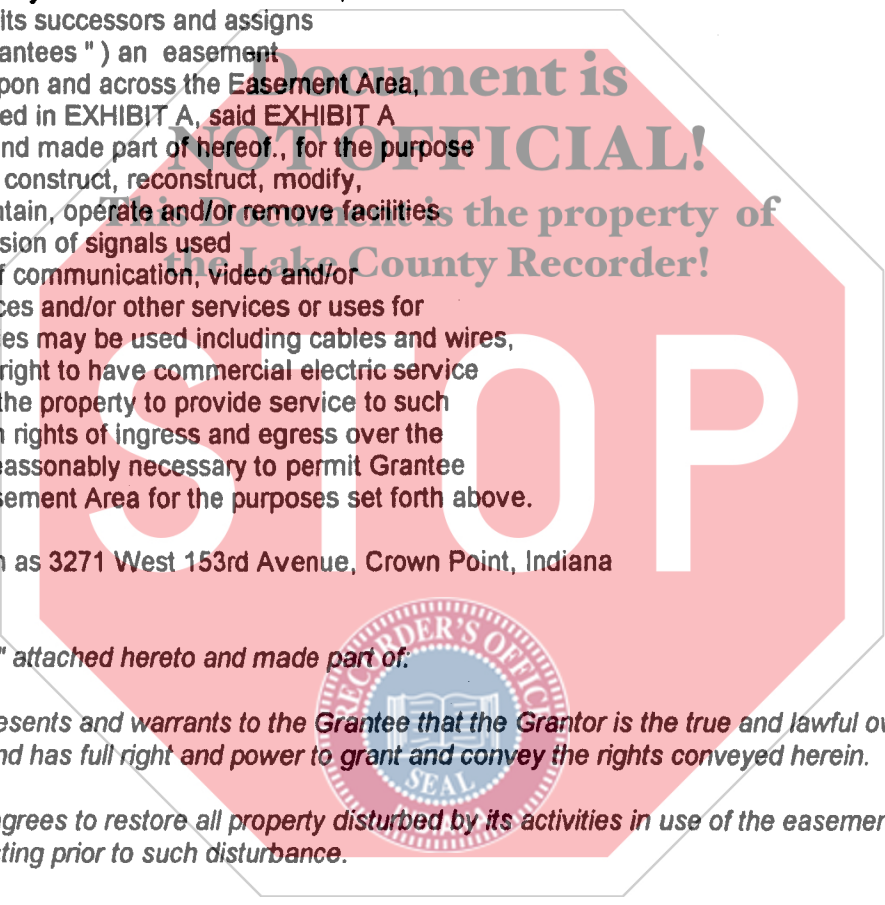 its successors and assigns
antees " ) an easement
pon and across the Easement Area,
ed in EXHIBIT A, said EXHIBIT A
nd made part of hereof., for the purpose
construct, reconstruct, modify,
ntain, operate and/or remove facilities
sion of signals used
f communication, video and/or
ces and/or other services or uses for
es may be used including cables and wires,
right to have commercial electric service
the property to provide service to such
n rights of ingress and egress over the
eassonably necessary to permit Grantee
sement Area for the purposes set forth above.
n as 3271 West 153rd Avenue, Crown Point, Indiana
" attached hereto and made part of:
esents and warrants to the Grantee that the Grantor is the true and lawful ow
nd has full right and power to grant and convey the rights conveyed herein.
grees to restore all property disturbed by its activities in use of the easemen
ting prior to such disturbance.
Document is
NOT OFFICIAL!
This Document is the property of
the Lake County Recorder!
STOP
RECORDER'S OFFICE
SEAL
INDIANA